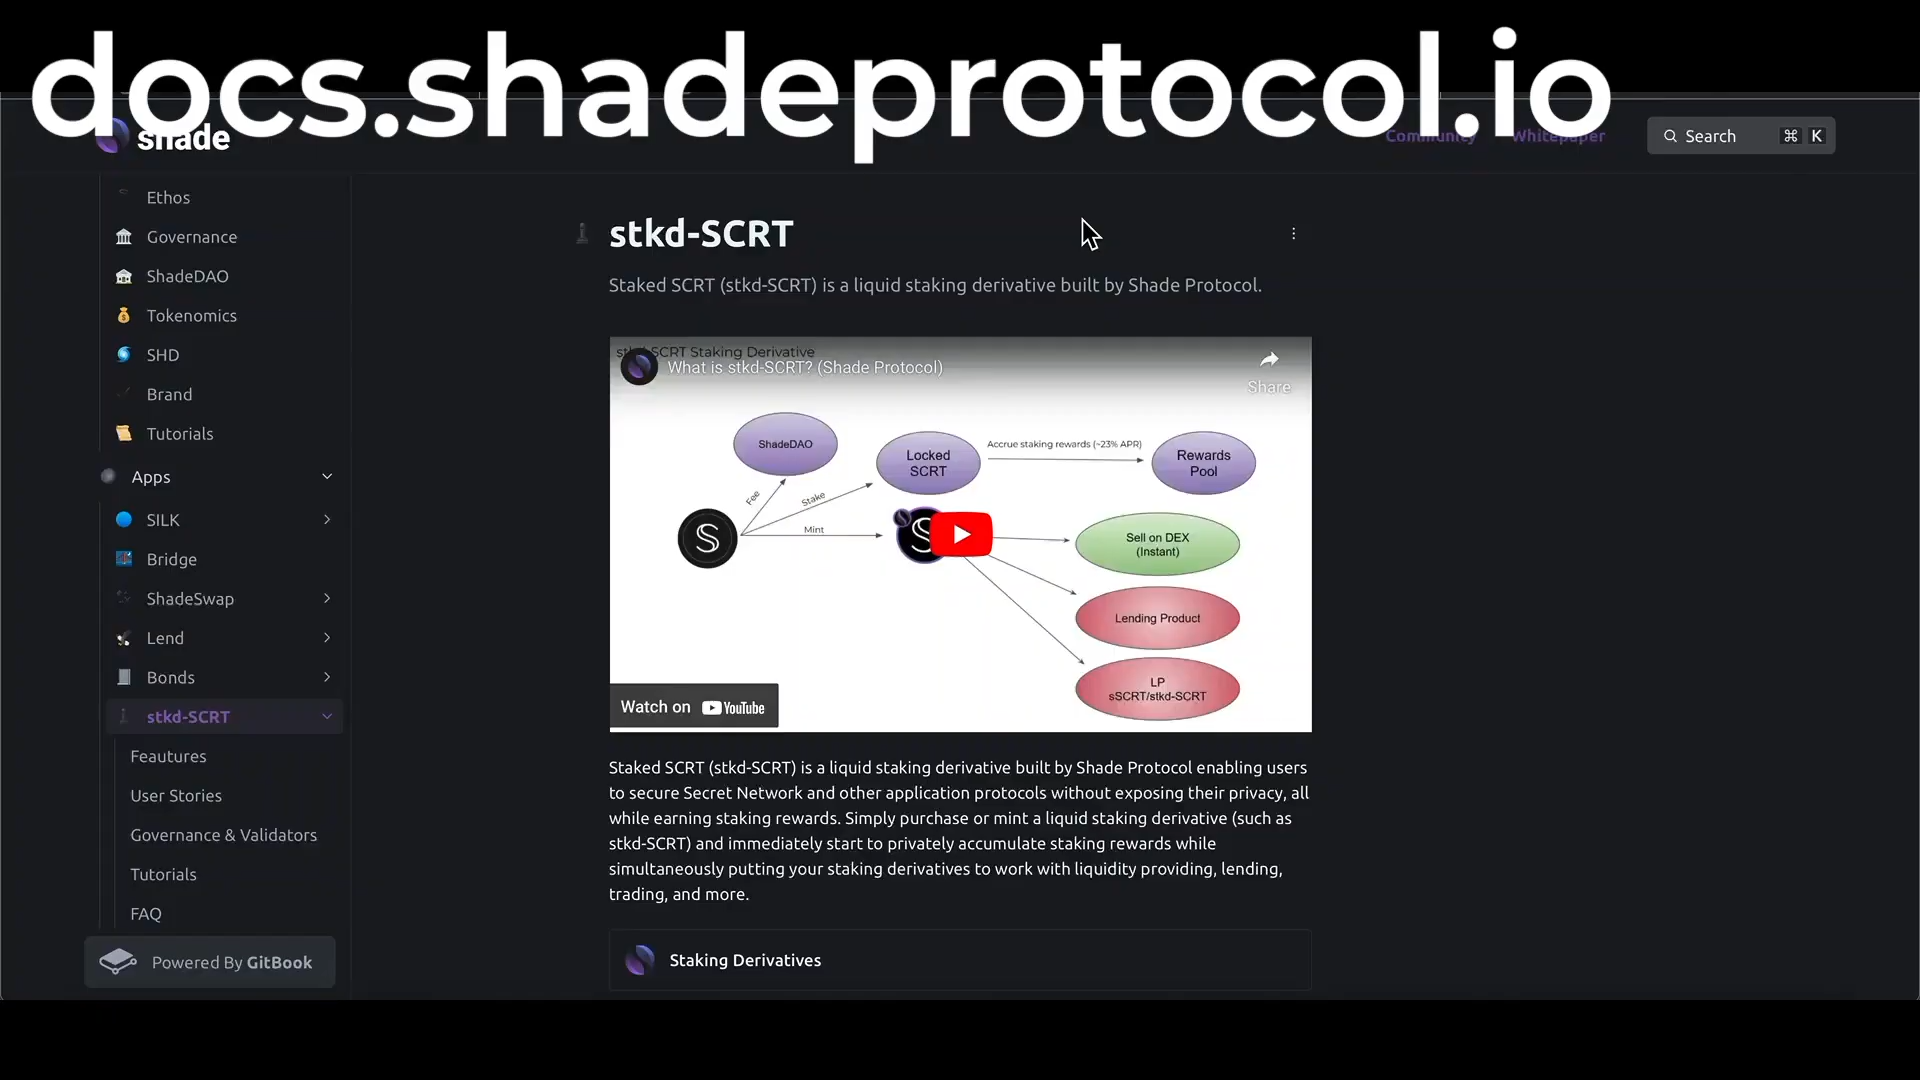 docs.shadeprotocol.io
shade
Community
Whitepaper
Search
⌘ K
Ethos
Governance
ShadeDAO
Tokenomics
SHD
Brand
Tutorials
Apps
SILK
Bridge
ShadeSwap
Lend
Bonds
stkd-SCRT
Feautures
User Stories
Governance & Validators
Tutorials
FAQ
Powered By GitBook
stkd-SCRT
Staked SCRT (stkd-SCRT) is a liquid staking derivative built by Shade Protocol.
stkd-SCRT Staking Derivative
What is stkd-SCRT? (Shade Protocol)
Share
ShadeDAO
Locked
SCRT
Accrue staking rewards (~23% APR)
Rewards
Pool
Fee
Stake
Mint
Sell on DEX
(Instant)
Lending Product
LP
sSCRT/stkd-SCRT
Watch on YouTube
Staked SCRT (stkd-SCRT) is a liquid staking derivative built by Shade Protocol enabling users
to secure Secret Network and other application protocols without exposing their privacy, all
while earning staking rewards. Simply purchase or mint a liquid staking derivative (such as
stkd-SCRT) and immediately start to privately accumulate staking rewards while
simultaneously putting your staking derivatives to work with liquidity providing, lending,
trading, and more.
Staking Derivatives